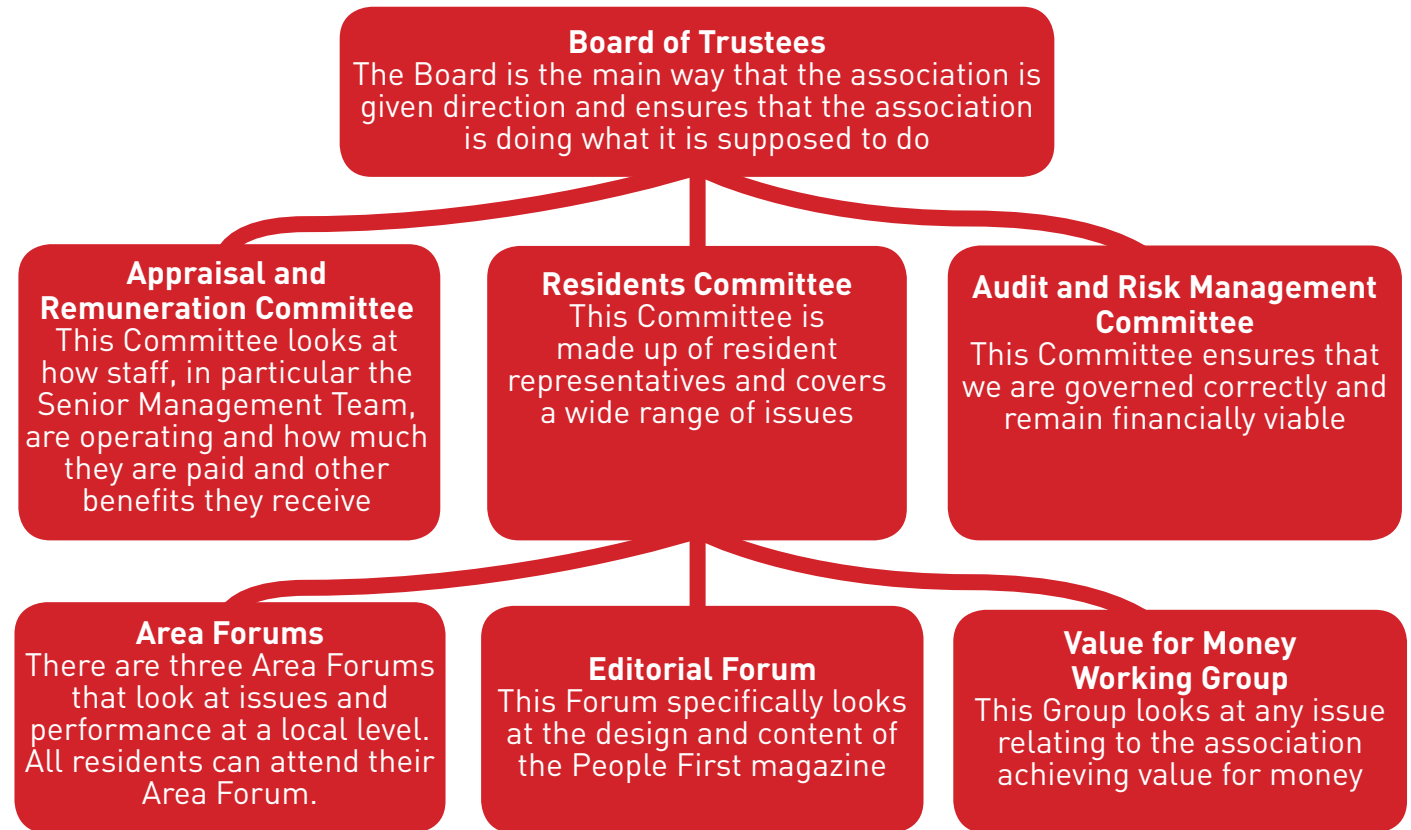 Board of Trustees
The Board is the main way that the association is
given direction and ensures that the association
is doing what it is supposed to do
Appraisal and
Remuneration Committee
This Committee looks at
how staff, in particular the
Senior Management Team,
are operating and how much
they are paid and other
benefits they receive
Residents Committee
This Committee is
made up of resident
representatives and covers
a wide range of issues
Audit and Risk Management
Committee
This Committee ensures that
we are governed correctly and
remain financially viable
Area Forums
There are three Area Forums
that look at issues and
performance at a local level.
All residents can attend their
Area Forum.
Editorial Forum
This Forum specifically looks
at the design and content of
the People First magazine
Value for Money
Working Group
This Group looks at any issue
relating to the association
achieving value for money